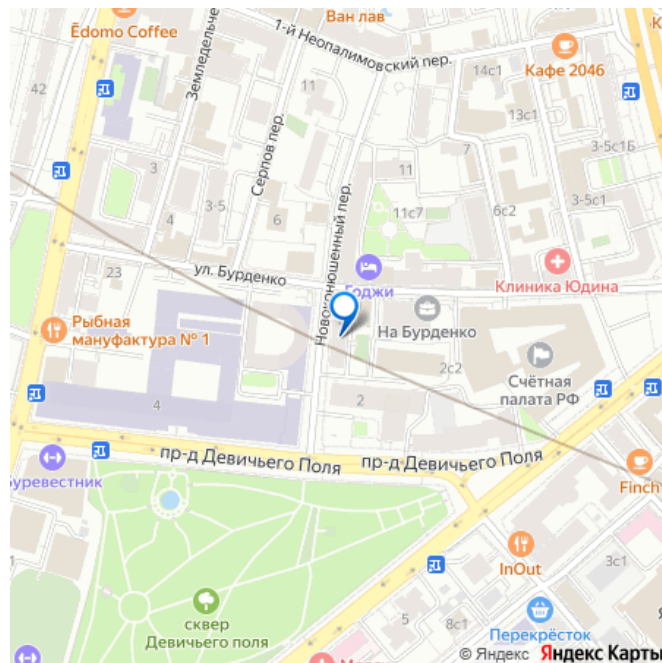 Ван лав
Ēdomo Coffee
1-й Неопалимовский пер.
Кафе 2046
К
Земледельче
14с1
42
11
13с1
Серпов пер.
3
11
7
3-5с1Б
4
3-5
6
11с7
6с2
3-5с1
Новоконюшенный пер.
23
ул. Бурденко
Годжи
Клиника Юдина
Рыбная
мануфактура № 1
На Бурденко
2с2
Счётная
палата РФ
4
2
пр-д Девичьего Поля
пр-д Девичьего Поля
Буревестник
Finch
InOut
3с1
1
сквер
Девичьего поля
5
8с1
Перекрёсток
© Яндекс Яндекс Карты